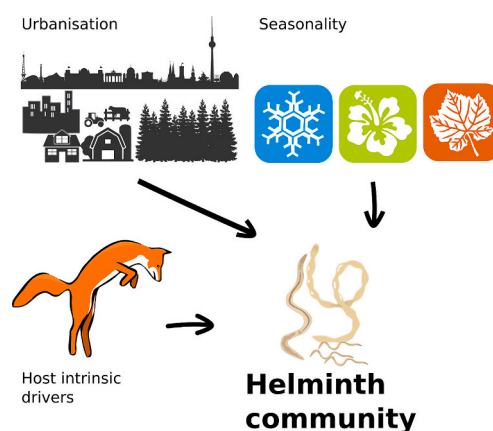 Urbanisation
Seasonality
Host intrinsic
drivers
Helminth
community